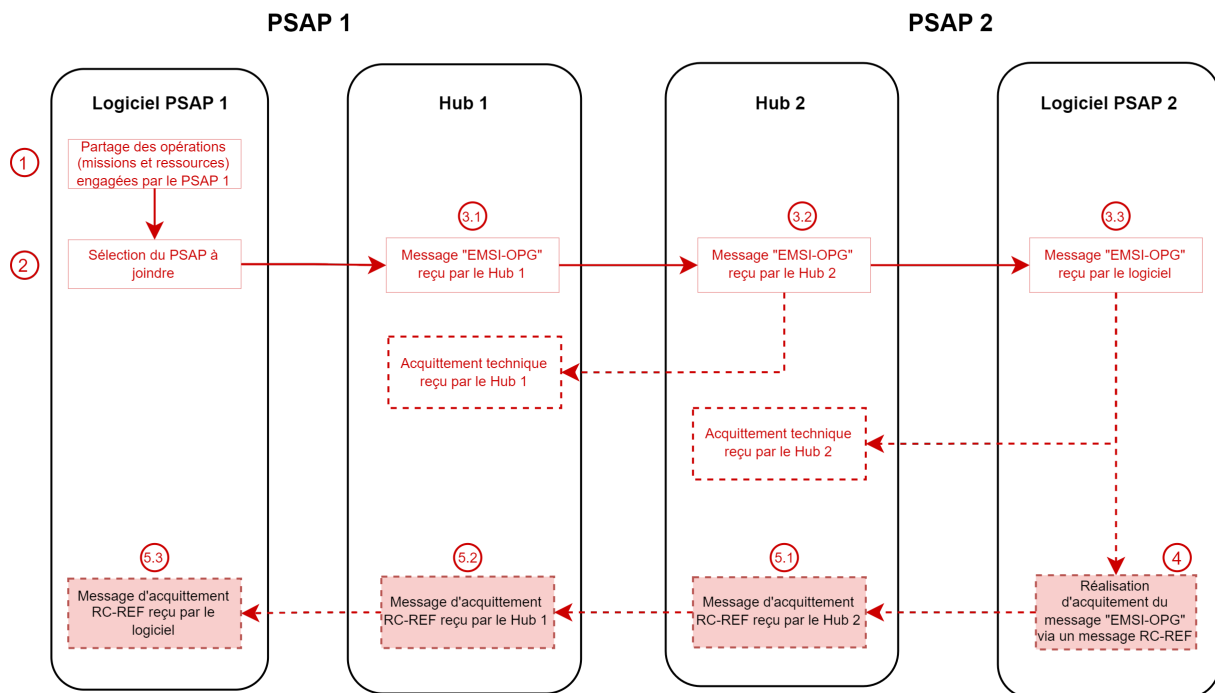 PSAP 1
PSAP 2
Logiciel PSAP 1
Hub 1
Hub 2
Logiciel PSAP 2
1
Partage des opérations
(missions et ressources)
engagées par le PSAP 1
2
Sélection du PSAP à
joindre
3.1
Message "EMSI-OPG"
reçu par le Hub 1
3.2
Message "EMSI-OPG"
reçu par le Hub 2
3.3
Message "EMSI-OPG"
reçu par le logiciel
Acquittement technique
reçu par le Hub 1
Acquittement technique
reçu par le Hub 2
5.3
Message d'acquittement
RC-REF reçu par le
logiciel
5.2
Message d'acquittement
RC-REF reçu par le Hub 1
5.1
Message d'acquittement
RC-REF reçu par le Hub 2
4
Réalisation
d'acquitement du
message "EMSI-OPG"
via un message RC-REF